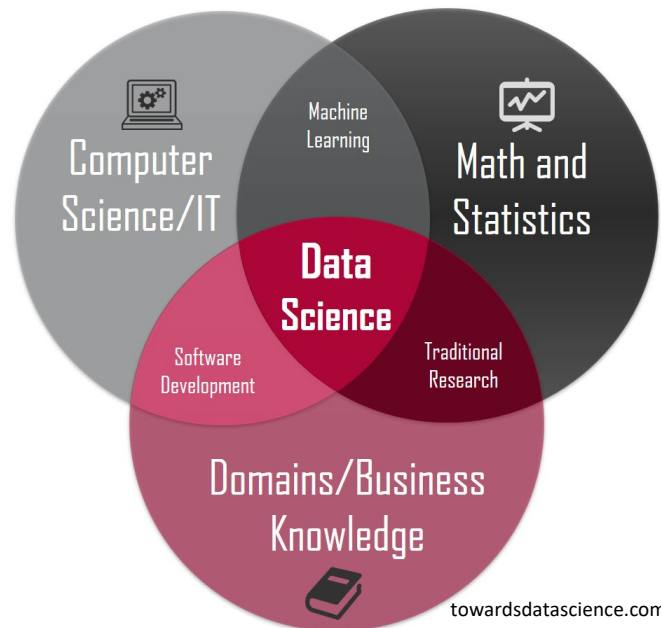 Machine
Learning
Computer
Science/IT
Math and
Statistics
Data
Science
Software
Development
Traditional
Research
Domains/Business
Knowledge
towardsdatascience.com